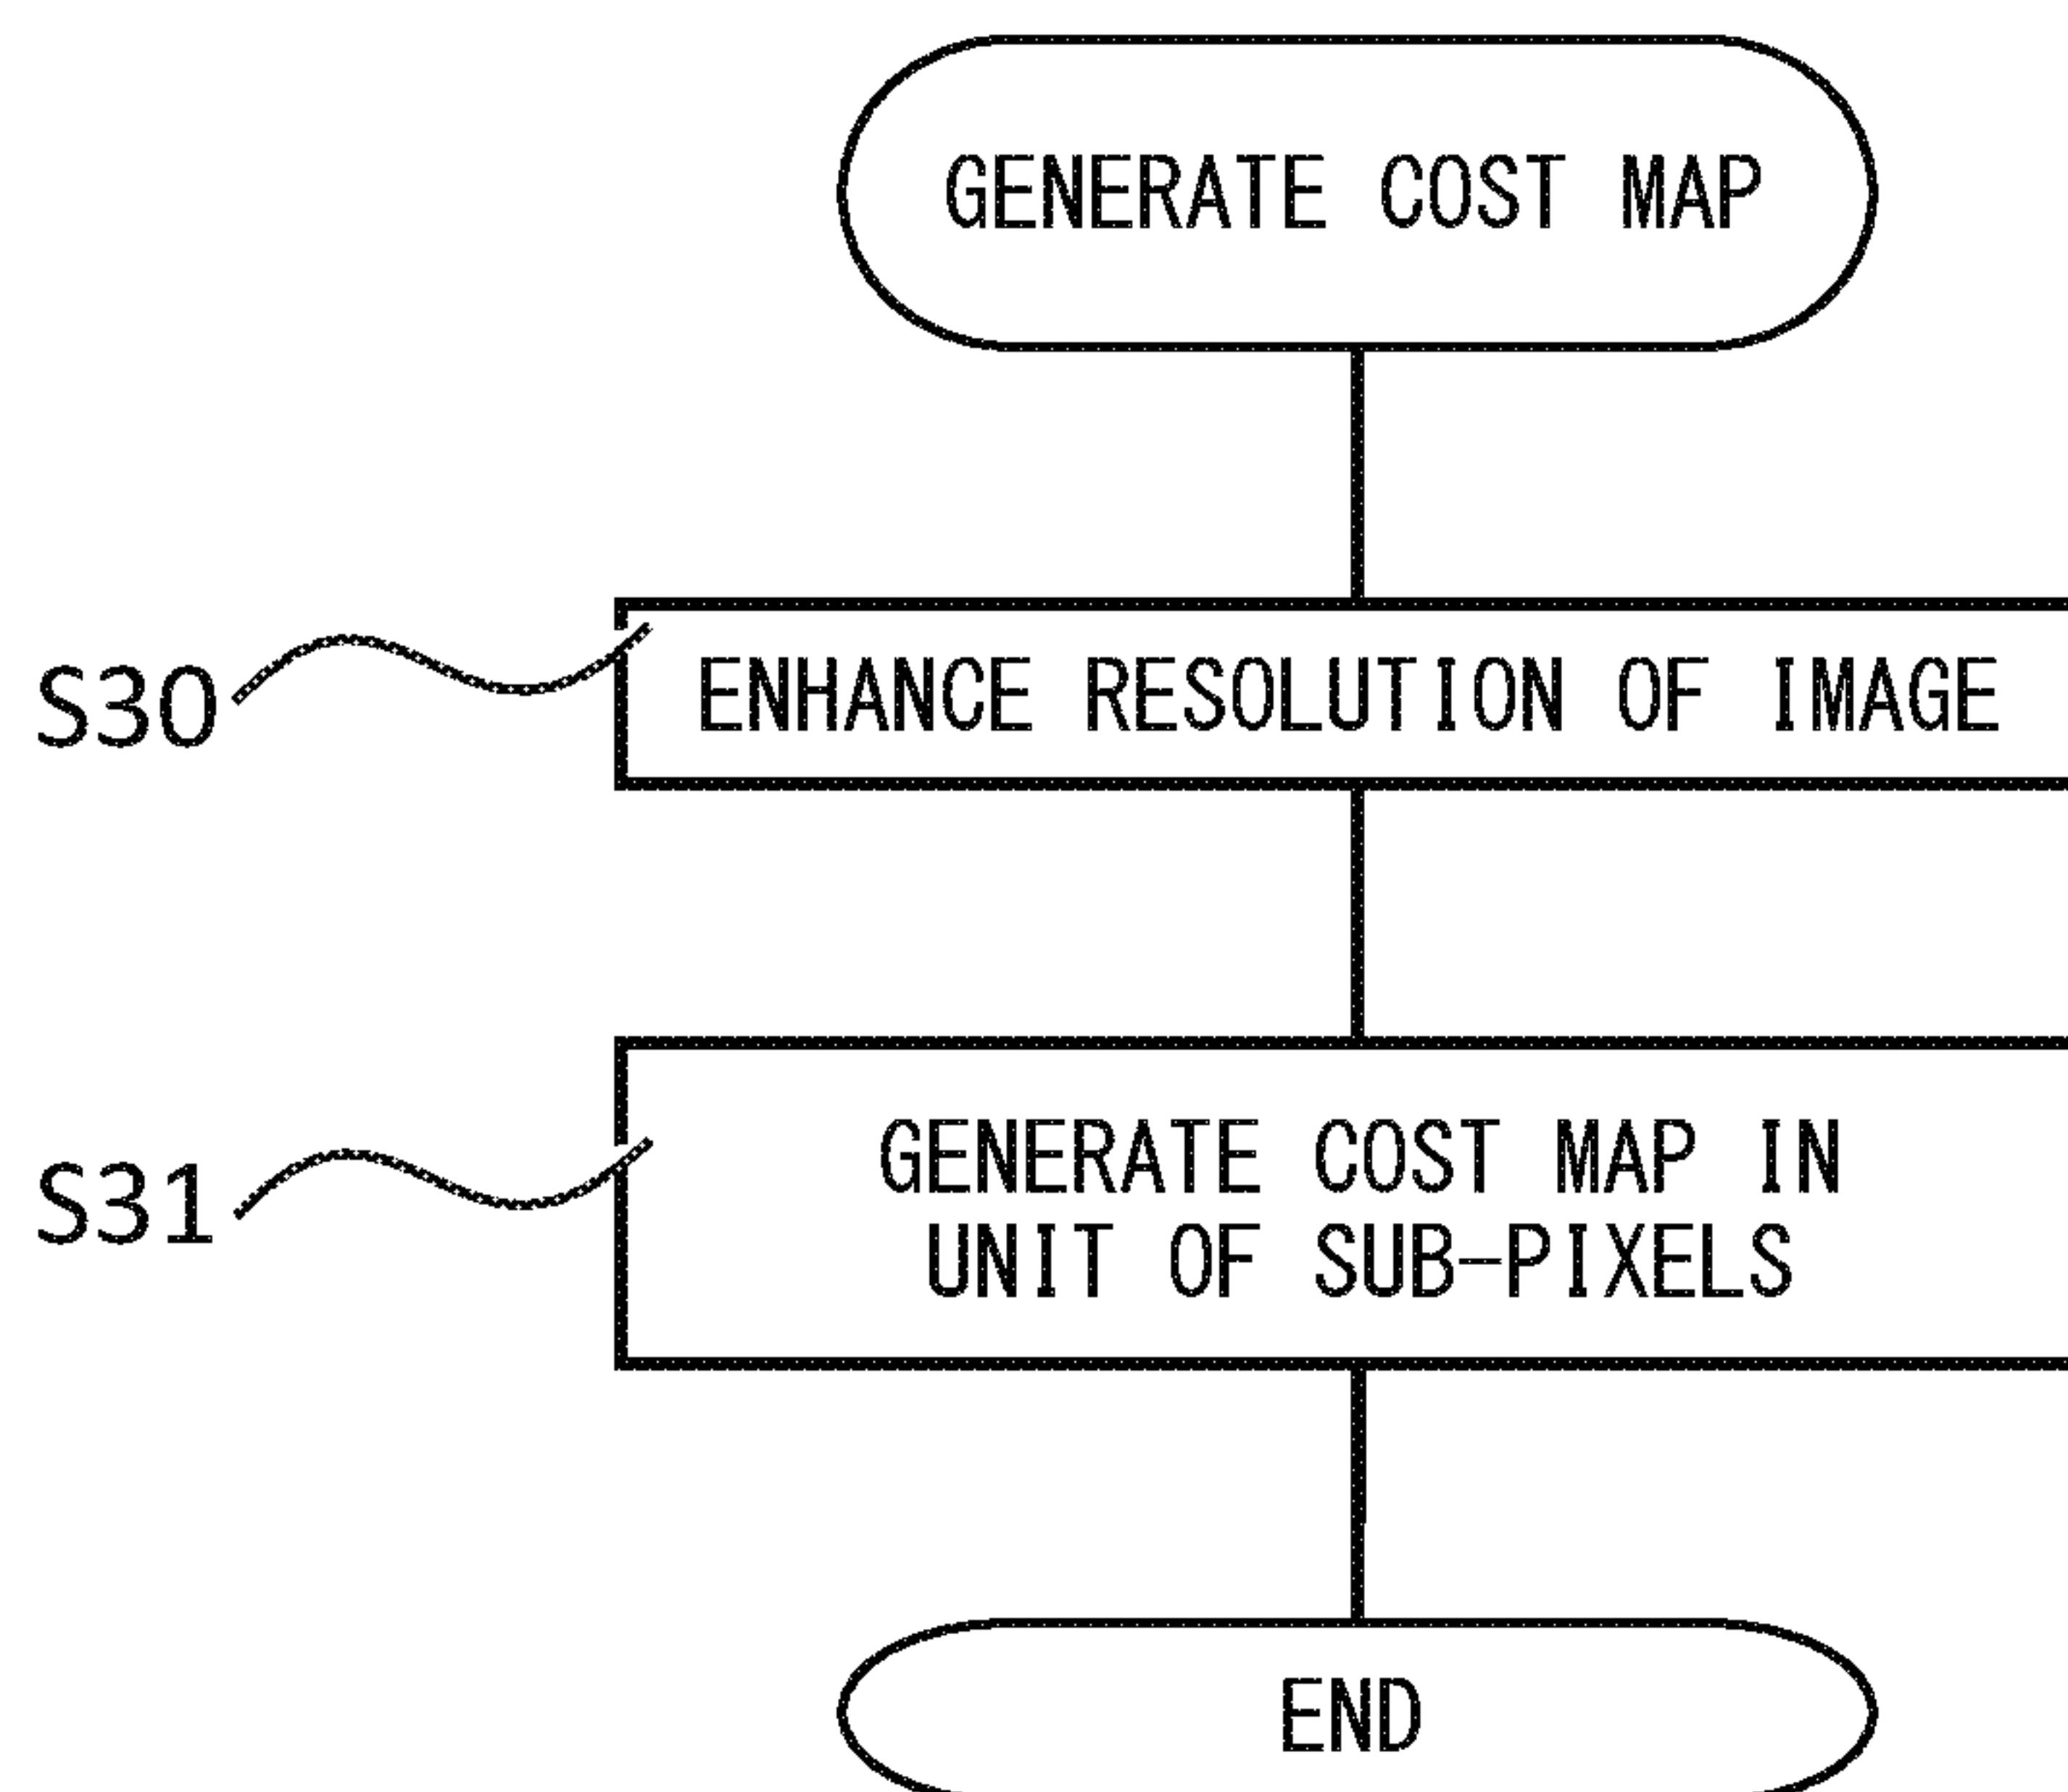 GENERATE COST MAP
S30
ENHANCE RESOLUTION OF IMAGE
S31
GENERATE COST MAP IN
UNIT OF SUB-PIXELS
END